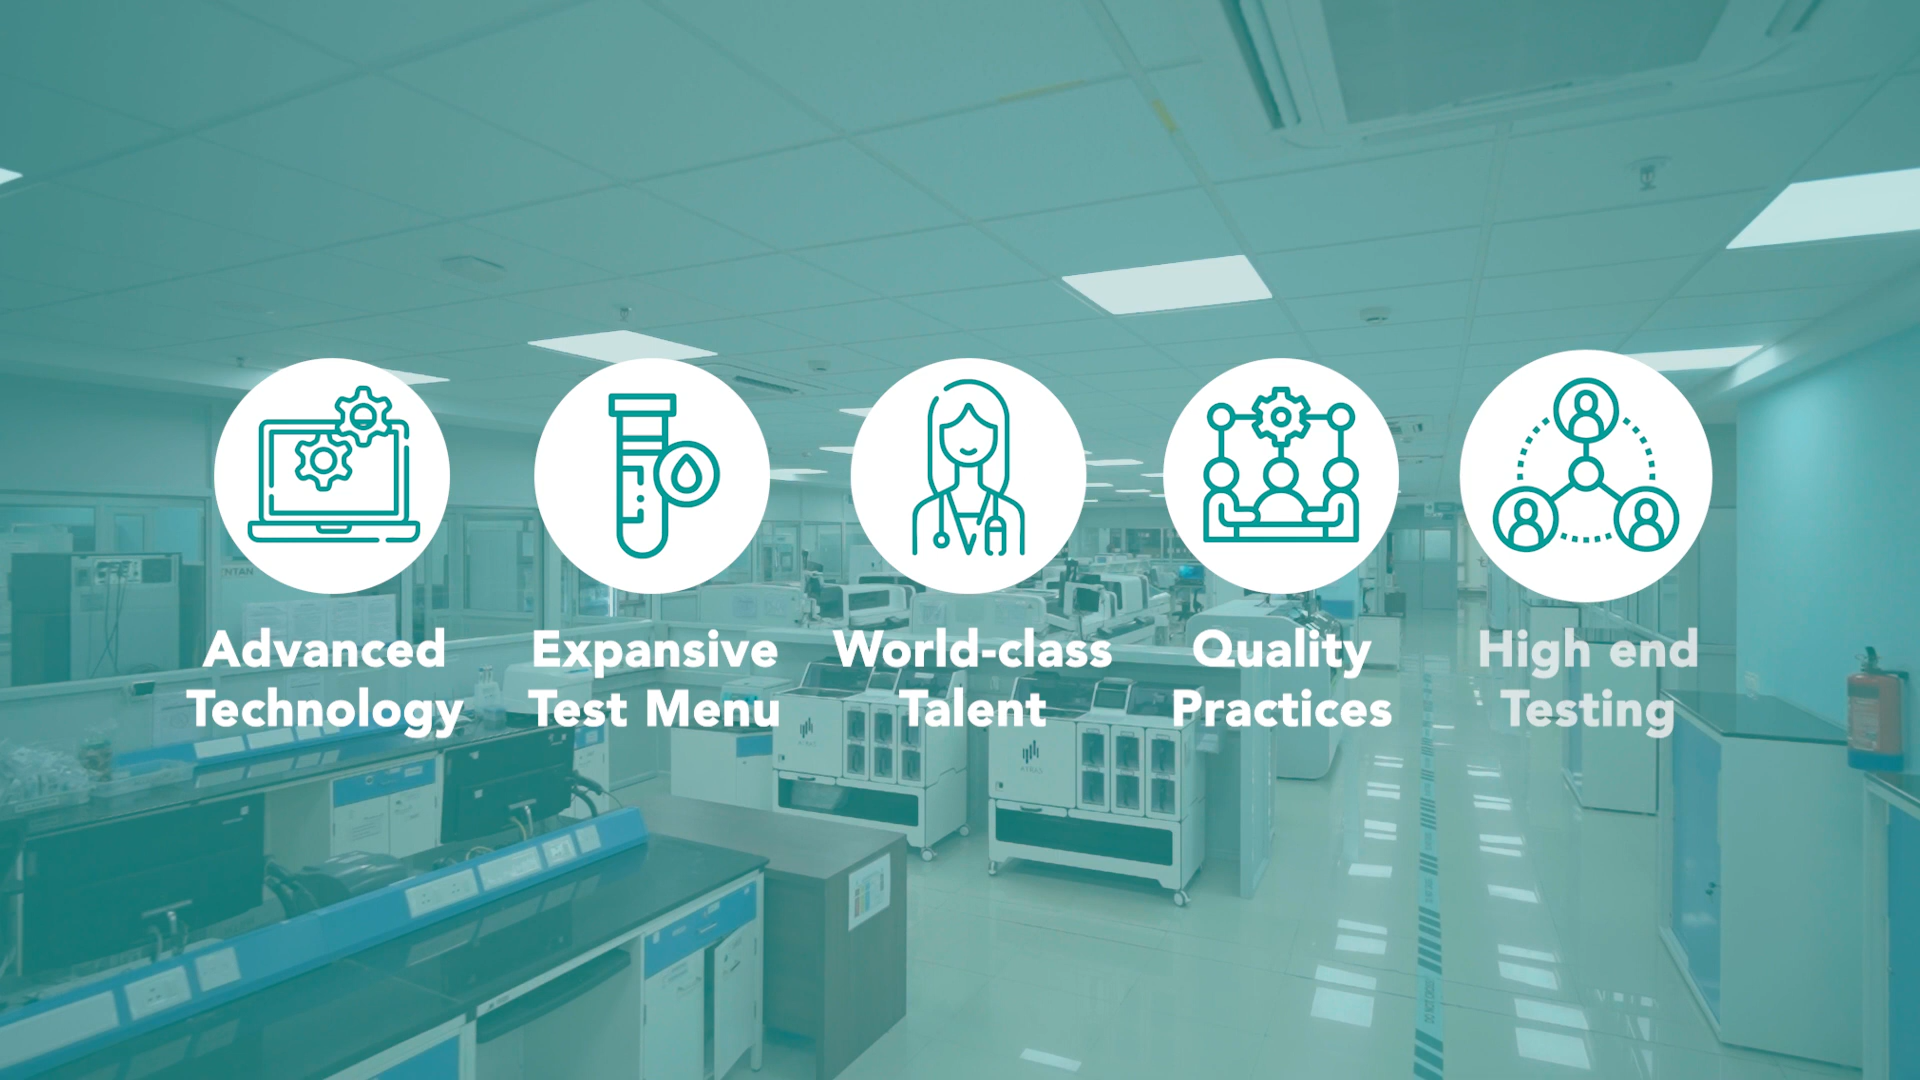 Advanced
Technology
Expansive
Test Menu
World-class
Talent
Quality
Practices
High end
Testing